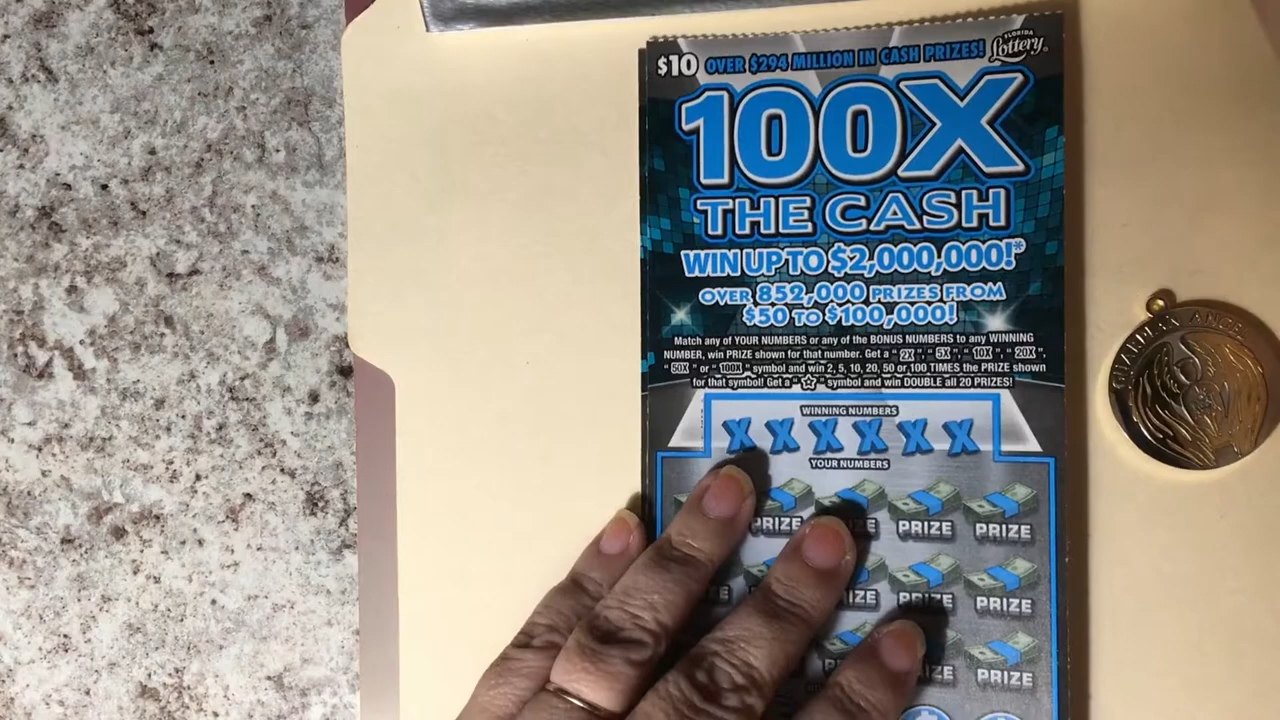 $10 OVER $294 MILLION IN CASH PRIZES! FLORIDA Lottery
100X
THE CASH
WIN UP TO $2,000,000!*
OVER 852,000 PRIZES FROM
$50 TO $100,000!
Match any of YOUR NUMBERS or any of the BONUS NUMBERS to any WINNING
NUMBER, win PRIZE shown for that number. Get a "2X", "5X", "10X", "20X",
"50X" or "100X" symbol and win 2, 5, 10, 20, 50 or 100 TIMES the PRIZE shown
for that symbol! Get a "☆" symbol and win DOUBLE all 20 PRIZES!
WINNING NUMBERS
X X X X X X
YOUR NUMBERS
PRIZE PRIZE PRIZE
PRIZE PRIZE
PRIZE
GUARDIAN ANGEL